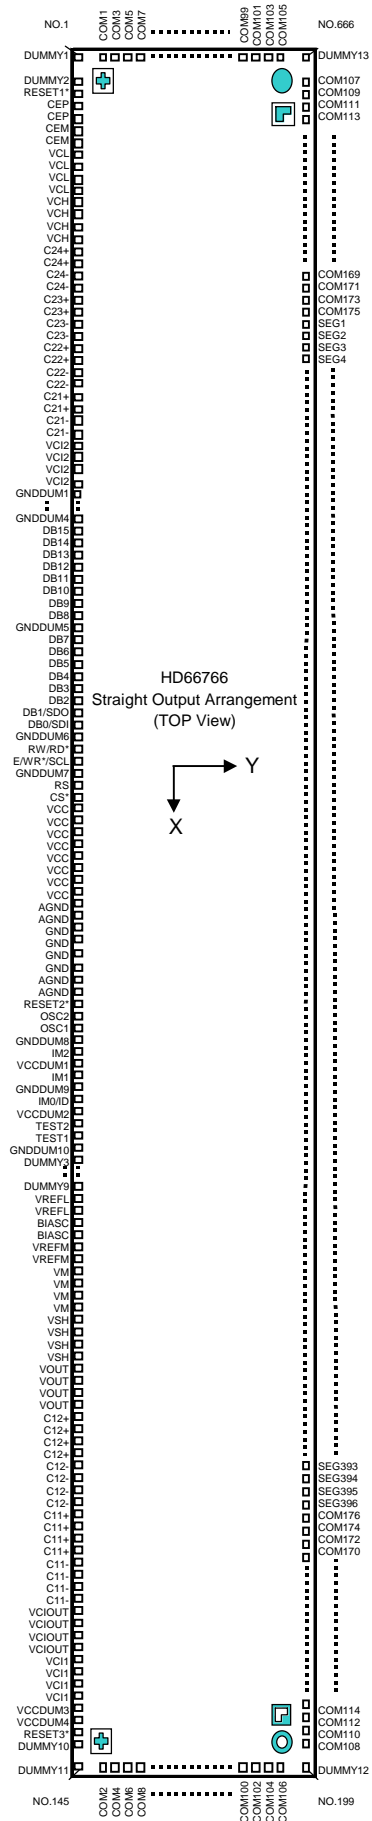 NO.1
COM1
COM3
COM5
COM7
COM99
COM101
COM103
COM105
NO.666
DUMMY1
DUMMY13
DUMMY2
RESET1*
CEP
CEP
CEM
CEM
VCL
VCL
VCL
VCL
VCH
VCH
VCH
VCH
C24+
C24+
C24-
C24-
C23+
C23+
C23-
C23-
C22+
C22+
C22-
C22-
C21+
C21+
C21-
C21-
VCI2
VCI2
VCI2
VCI2
GNDDUM1
GNDDUM4
DB15
DB14
DB13
DB12
DB11
DB10
DB9
DB8
GNDDUM5
DB7
DB6
DB5
DB4
DB3
DB2
DB1/SDO
DB0/SDI
GNDDUM6
RW/RD*
E/WR*/SCL
GNDDUM7
RS
CS*
VCC
VCC
VCC
VCC
VCC
VCC
VCC
VCC
AGND
AGND
GND
GND
GND
GND
AGND
AGND
RESET2*
OSC2
OSC1
GNDDUM8
IM2
VCCDUM1
IM1
GNDDUM9
IM0/ID
VCCDUM2
TEST2
TEST1
GNDDUM10
DUMMY3
DUMMY9
VREFL
VREFL
BIASC
BIASC
VREFM
VREFM
VM
VM
VM
VM
VSH
VSH
VSH
VSH
VOUT
VOUT
VOUT
VOUT
C12+
C12+
C12+
C12+
C12-
C12-
C12-
C12-
C11+
C11+
C11+
C11+
C11-
C11-
C11-
C11-
VCIOUT
VCIOUT
VCIOUT
VCIOUT
VCI1
VCI1
VCI1
VCI1
VCCDUM3
VCCDUM4
RESET3*
DUMMY10
DUMMY11
HD66766
Straight Output Arrangement
(TOP View)
Y
X
COM107
COM109
COM111
COM113
COM169
COM171
COM173
COM175
SEG1
SEG2
SEG3
SEG4
SEG393
SEG394
SEG395
SEG396
COM176
COM174
COM172
COM170
COM114
COM112
COM110
COM108
DUMMY12
NO.145
COM2
COM4
COM6
COM8
COM100
COM102
COM104
COM106
NO.199